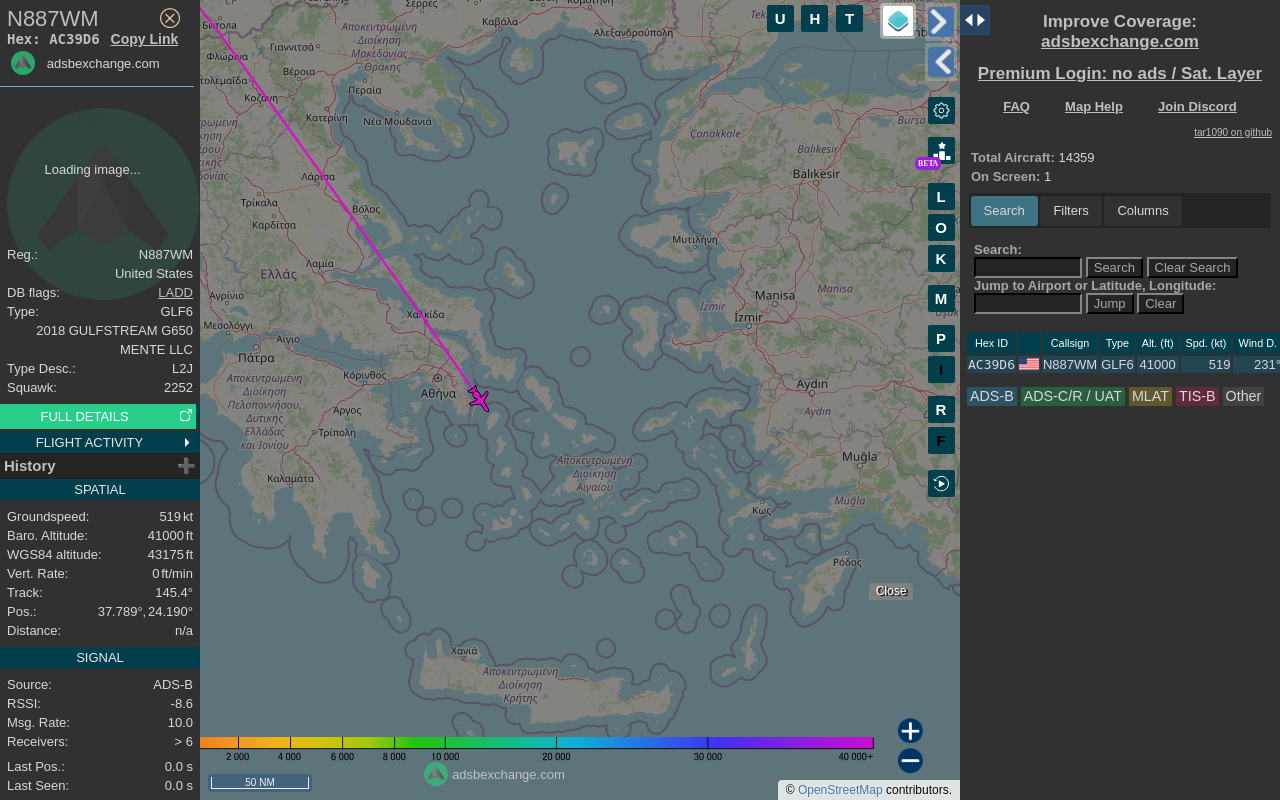 N887WM
Hex: AC39D6 Copy Link
adsbexchange.com
Loading image...
Reg.: N887WM
United States
DB flags: LADD
Type: GLF6
2018 GULFSTREAM G650
MENTE LLC
Type Desc.: L2J
Squawk: 2252
FULL DETAILS
FLIGHT ACTIVITY
History
SPATIAL
Groundspeed: 519 kt
Baro. Altitude: 41000 ft
WGS84 altitude: 43175 ft
Vert. Rate: 0 ft/min
Track: 145.4°
Pos.: 37.789°, 24.190°
Distance: n/a
SIGNAL
Source: ADS-B
RSSI: -8.6
Msg. Rate: 10.0
Receivers: > 6
Last Pos.: 0.0 s
Last Seen: 0.0 s
Σέρρες
Κομοτηνή
Καβάλα
Αλεξανδρούπολη
Μπίτολα
Αποκεντρωμένη
Διοίκηση
Μακεδονίας -
Θράκης
Γιαννιτσά
Φλώρινα
Βέροια
Πτολεμαΐδα
Κοζάνη
Περαία
Κατερίνη
Νέα Μουδανιά
Λάρισα
Τρίκαλα
Βόλος
Καρδίτσα
Λαμία
Ελλάς
Αγρίνιο
Μεσολόγγι
Χαλκίδα
Αίγιο
Πάτρα
Κόρινθος
Αθήνα
Αποκεντρωμένη
Διοίκηση
Πελοποννήσου,
Δυτικής
Ελλάδας
και Ιονίου
Άργος
Τρίπολη
Καλαμάτα
Αποκεντρωμένη
Διοίκηση
Αιγαίου
Μυτιλήνη
Çanakkale
Bursa
Balıkesir
Balıkesir
Manisa
Manisa
İzmir
İzmir
Aydın
Aydın
Muğla
Muğla
Κως
Ρόδος
Χανιά
Αποκεντρωμένη
Διοίκηση
Κρήτης
U H T
BETA
L
O
K
M
P
I
R
F
Close
2 000 4 000 6 000 8 000 10 000 20 000 30 000 40 000+
adsbexchange.com
50 NM
© OpenStreetMap contributors.
Improve Coverage:
adsbexchange.com
Premium Login: no ads / Sat. Layer
FAQ Map Help Join Discord
tar1090 on github
Total Aircraft: 14359
On Screen: 1
Search Filters Columns
Search:
Search Clear Search
Jump to Airport or Latitude, Longitude:
Jump Clear
Hex ID Callsign Type Alt. (ft) Spd. (kt) Wind D.
AC39D6 N887WM GLF6 41000 519 231°
ADS-B ADS-C/R / UAT MLAT TIS-B Other